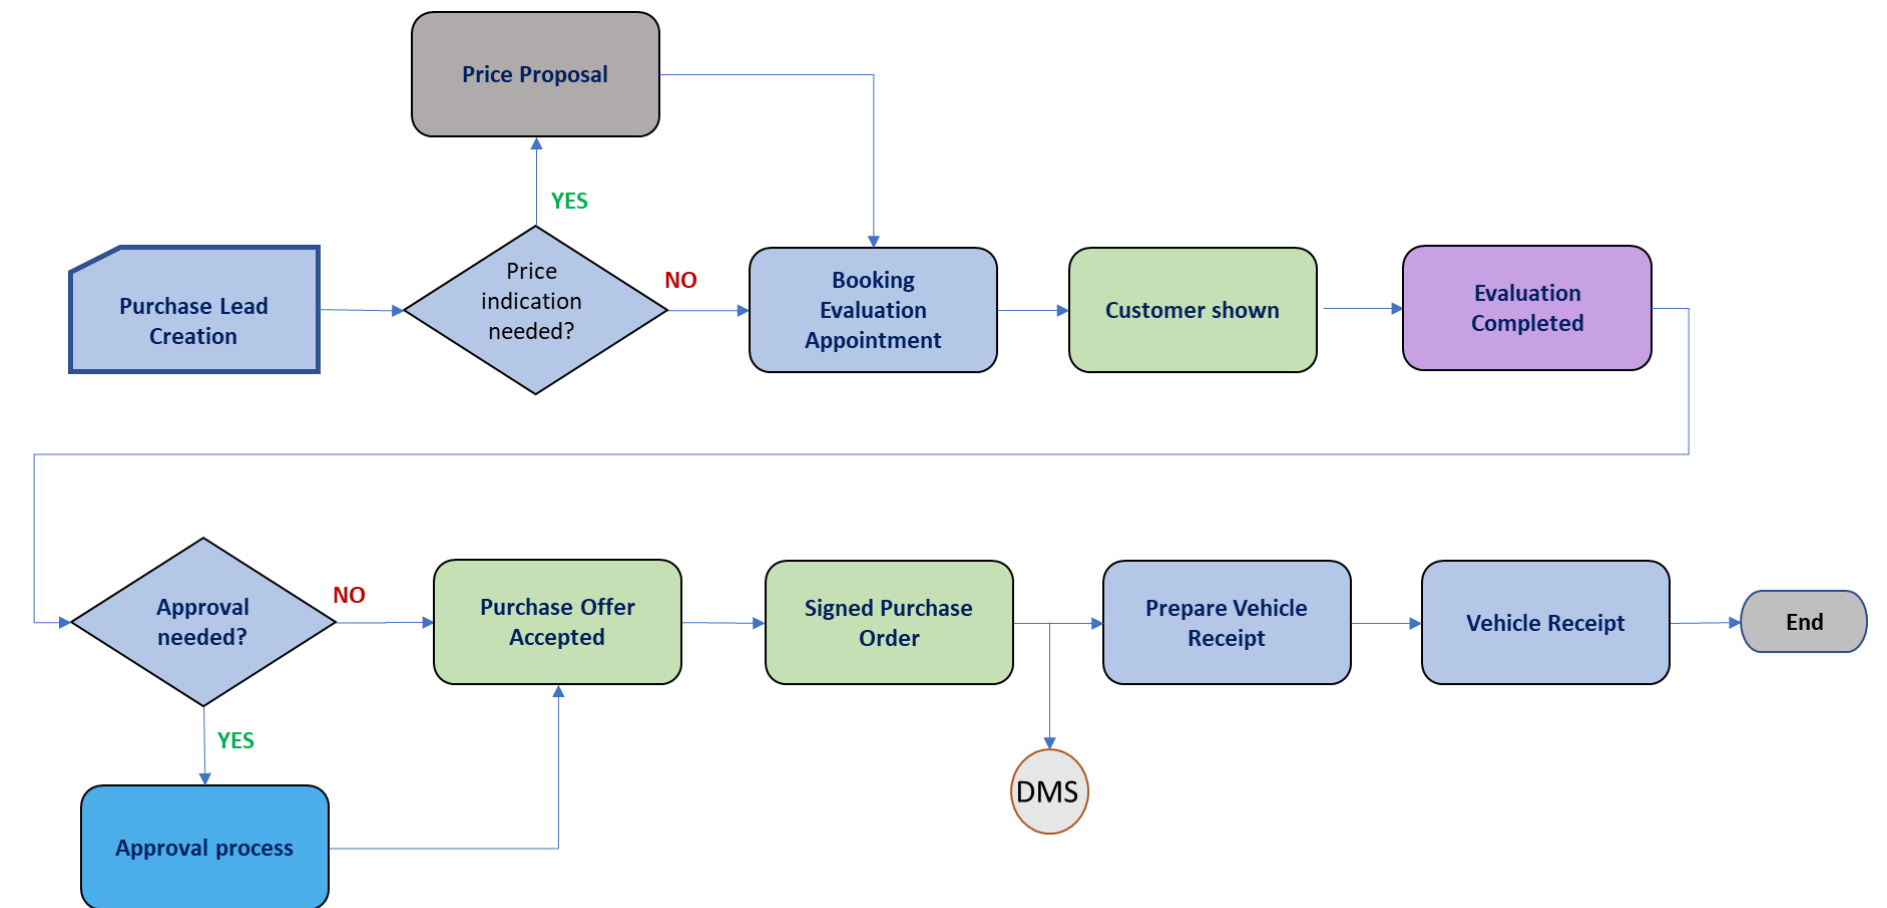 Price Proposal
YES
Purchase Lead
Creation
Price
indication
needed?
NO
Booking
Evaluation
Appointment
Customer shown
Evaluation
Completed
Approval
needed?
NO
Purchase Offer
Accepted
Signed Purchase
Order
Prepare Vehicle
Receipt
Vehicle Receipt
End
YES
Approval process
DMS